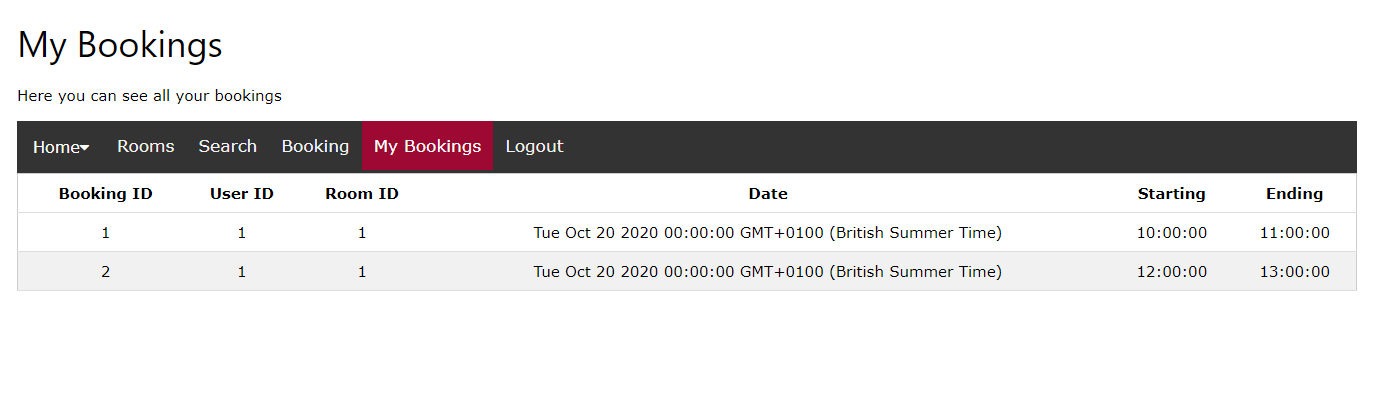 My Bookings
Here you can see all your bookings
Home Rooms Search Booking My Bookings Logout
Booking ID User ID Room ID Date Starting Ending
1 1 1 Tue Oct 20 2020 00:00:00 GMT+0100 (British Summer Time) 10:00:00 11:00:00
2 1 1 Tue Oct 20 2020 00:00:00 GMT+0100 (British Summer Time) 12:00:00 13:00:00